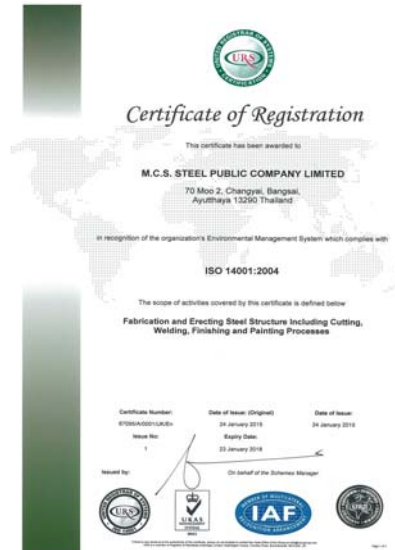 URS
Certificate of Registration
This certificate has been awarded to
M.C.S. STEEL PUBLIC COMPANY LIMITED
70 Moo 2, Changyai, Bangsai,
Ayutthaya 13290 Thailand
in recognition of the organization's Environmental Management System which complies with
ISO 14001:2004
The scope of activities covered by this certificate is defined below
Fabrication and Erecting Steel Structure Including Cutting,
Welding, Finishing and Painting Processes
Certificate Number: Date of Issue: (Original) Date of Issue:
24 January 2015 24 January 2015
Issue No: Expiry Date:
1 23 January 2018
Issued by: On behalf of the Schemes Manager
URS
UKAS
IAF